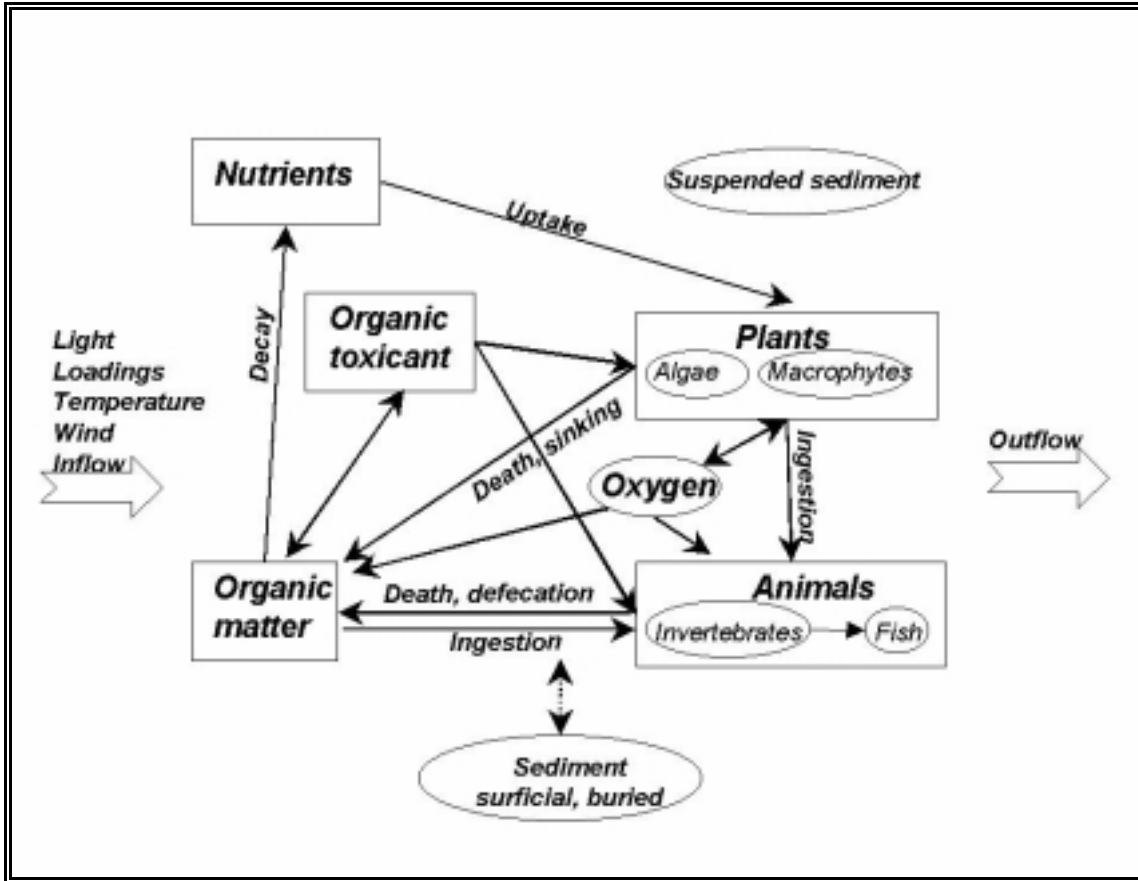 Nutrients
Suspended sediment
Uptake
Organic
toxicant
Decay
Light
Loadings
Temperature
Wind
Inflow
Plants
Algae
Macrophytes
Death, sinking
Oxygen
Ingestion
Outflow
Organic
matter
Death, defecation
Ingestion
Animals
Invertebrates
Fish
Sediment
surficial, buried